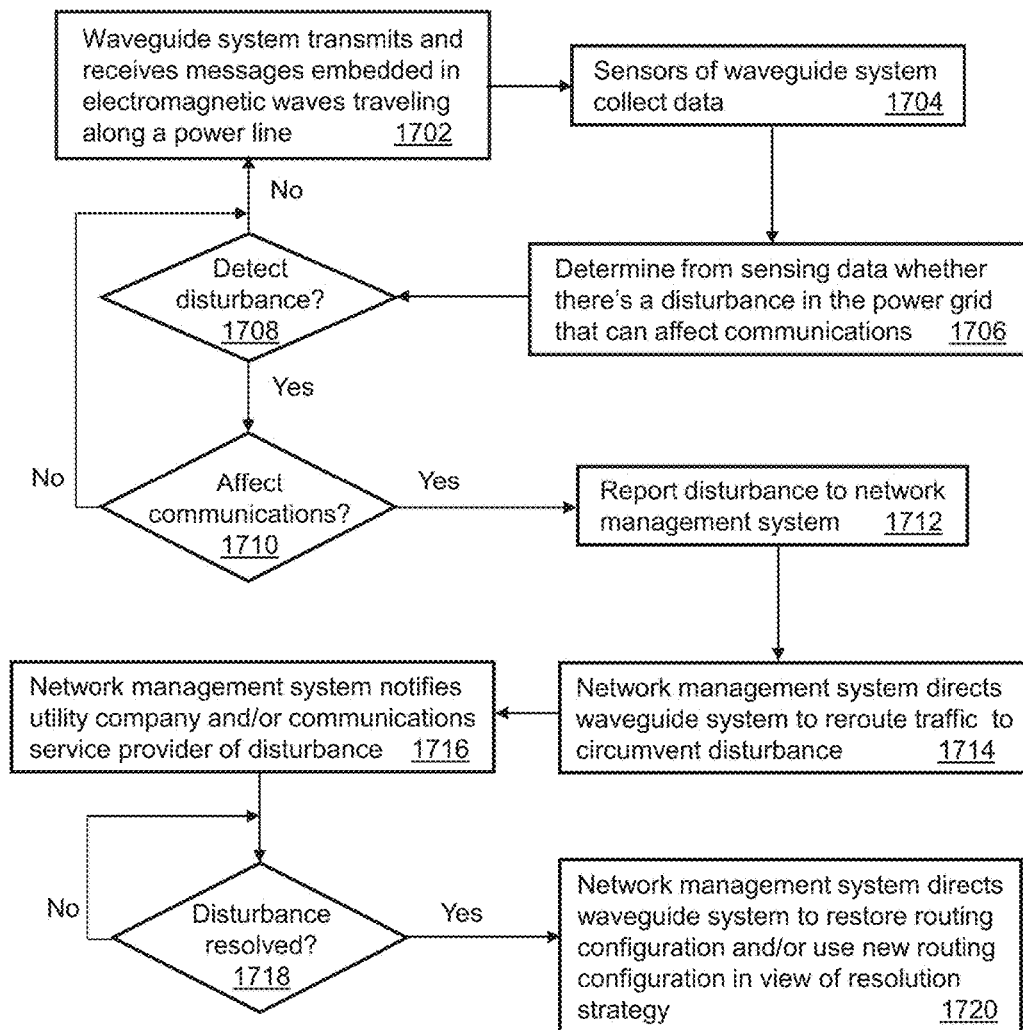 Waveguide system transmits and
receives messages embedded in
electromagnetic waves traveling
along a power line 1702
Sensors of waveguide system
collect data 1704
No
Detect
disturbance?
1708
Determine from sensing data whether
there's a disturbance in the power grid
that can affect communications 1706
Yes
No
Affect
communications?
1710
Yes
Report disturbance to network
management system 1712
Network management system notifies
utility company and/or communications
service provider of disturbance 1716
Network management system directs
waveguide system to reroute traffic to
circumvent disturbance 1714
No
Disturbance
resolved?
1718
Yes
Network management system directs
waveguide system to restore routing
configuration and/or use new routing
configuration in view of resolution
strategy 1720